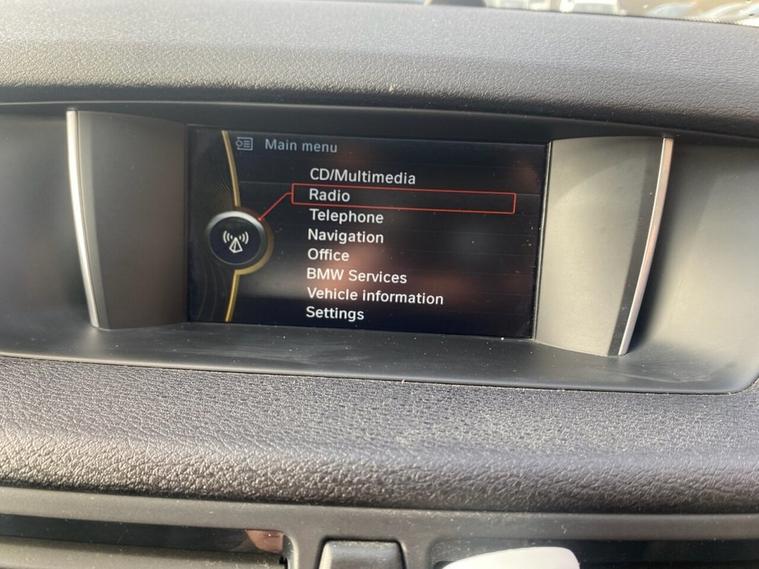 Main menu
CD/Multimedia
Radio
Telephone
Navigation
Office
BMW Services
Vehicle information
Settings